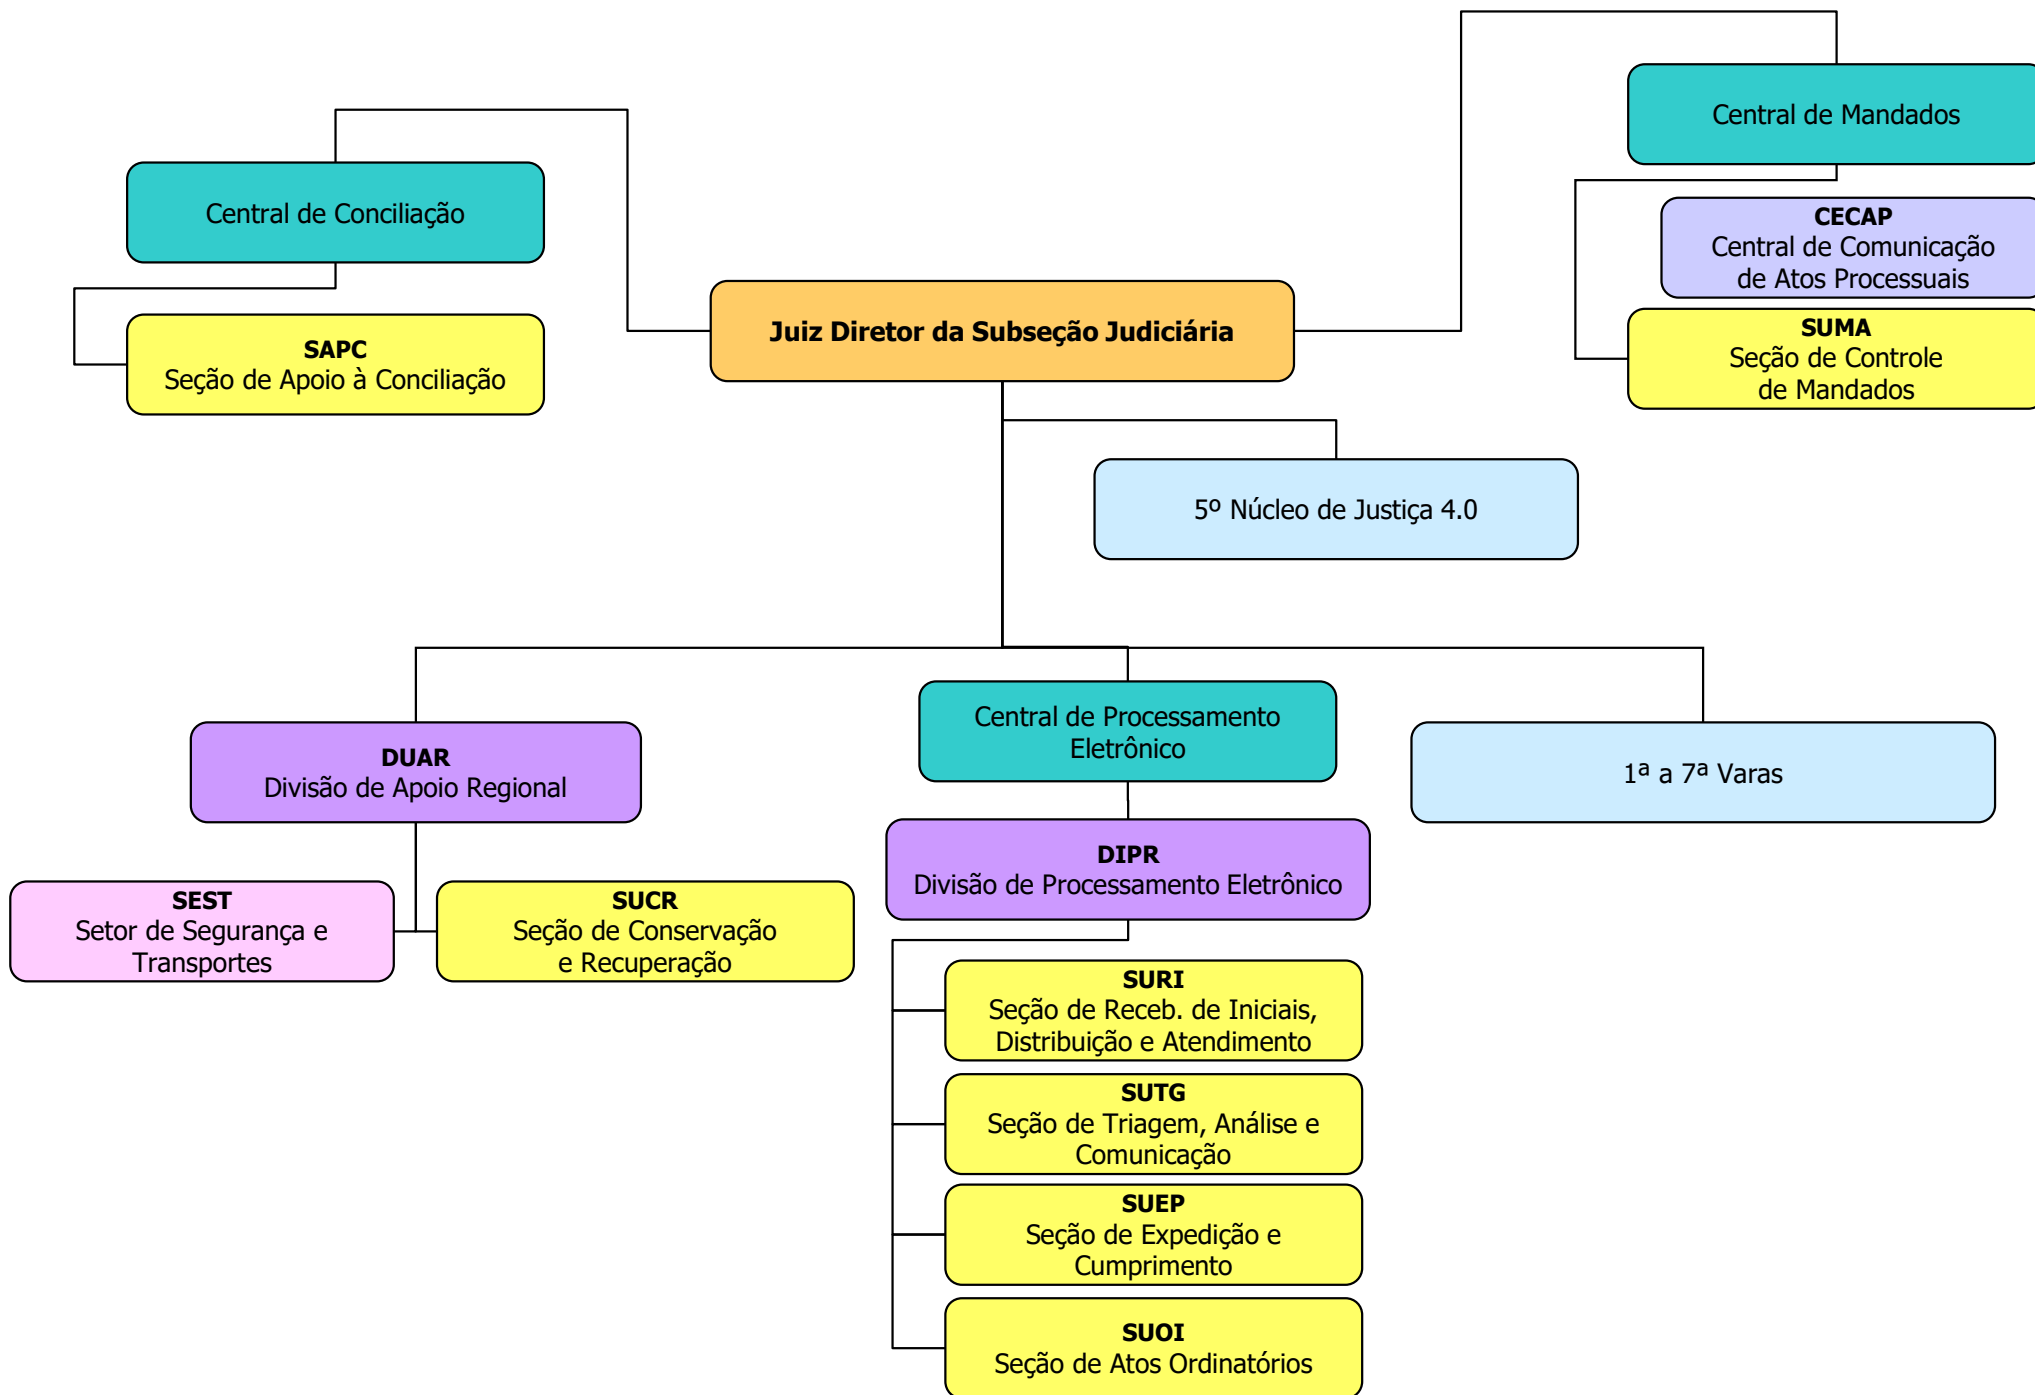 Central de Mandados
Central de Conciliação
CECAP
Central de Comunicação
de Atos Processuais
Juiz Diretor da Subseção Judiciária
SAPC
Seção de Apoio à Conciliação
SUMA
Seção de Controle
de Mandados
5º Núcleo de Justiça 4.0
Central de Processamento
Eletrônico
DUAR
Divisão de Apoio Regional
1ª a 7ª Varas
DIPR
Divisão de Processamento Eletrônico
SEST
Setor de Segurança e
Transportes
SUCR
Seção de Conservação
e Recuperação
SURI
Seção de Receb. de Iniciais,
Distribuição e Atendimento
SUTG
Seção de Triagem, Análise e
Comunicação
SUEP
Seção de Expedição e
Cumprimento
SUOI
Seção de Atos Ordinatórios